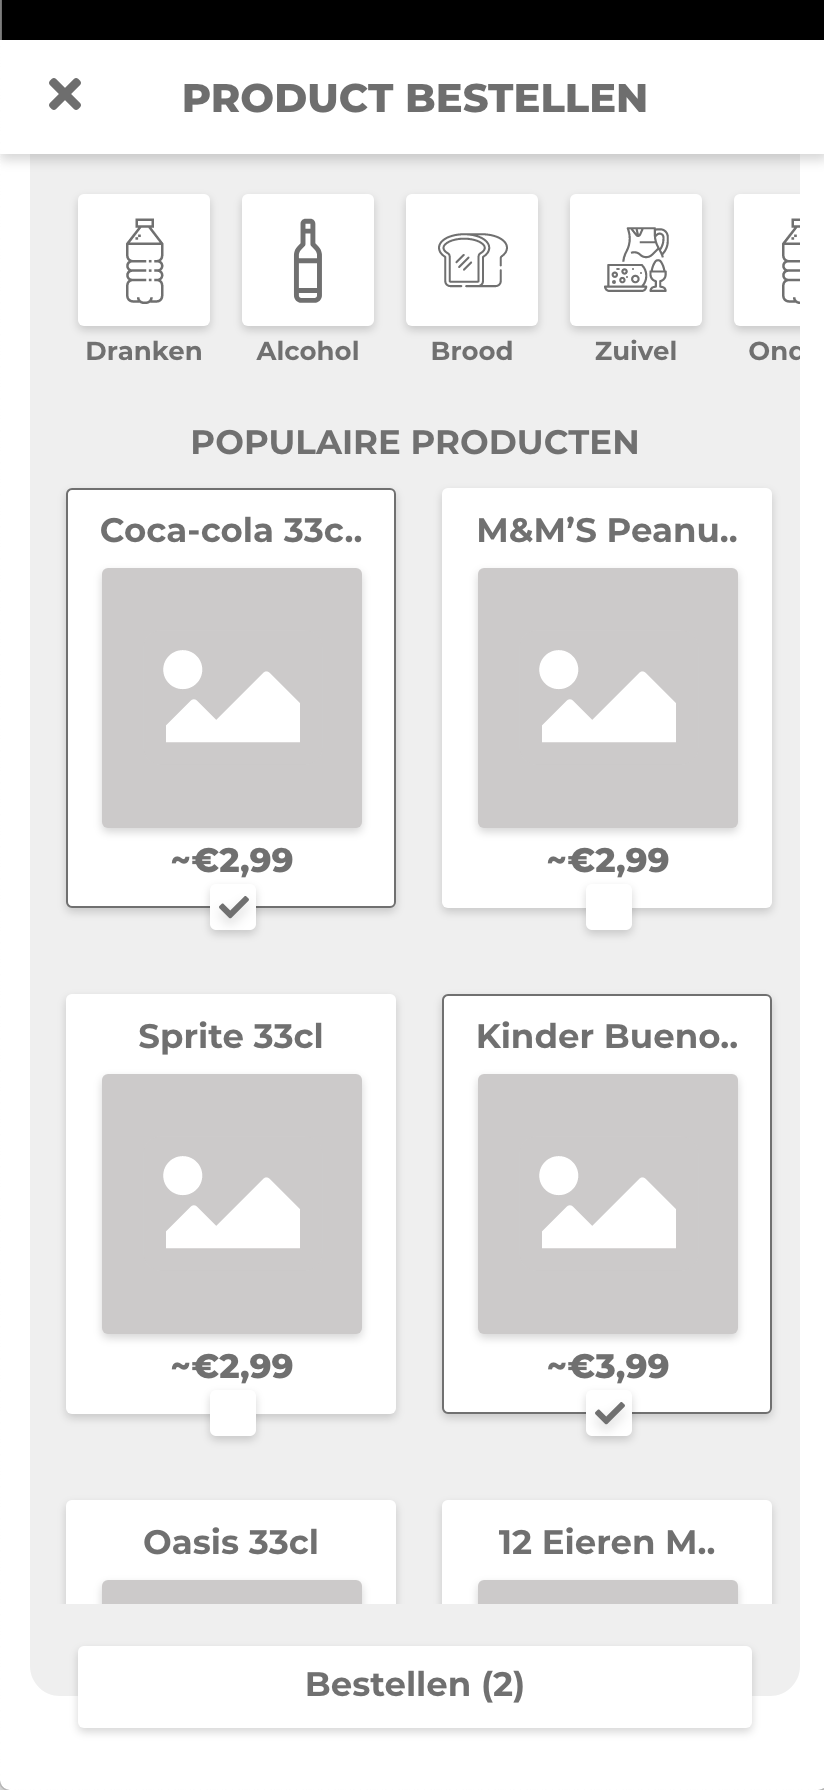 PRODUCT BESTELLEN
Dranken
Alcohol
Brood
Zuivel
Ond
POPULAIRE PRODUCTEN
Coca-cola 33c..
M&M’S Peanu..
~€2,99
~€2,99
Sprite 33cl
Kinder Bueno..
~€2,99
~€3,99
Oasis 33cl
12 Eieren M..
Bestellen (2)